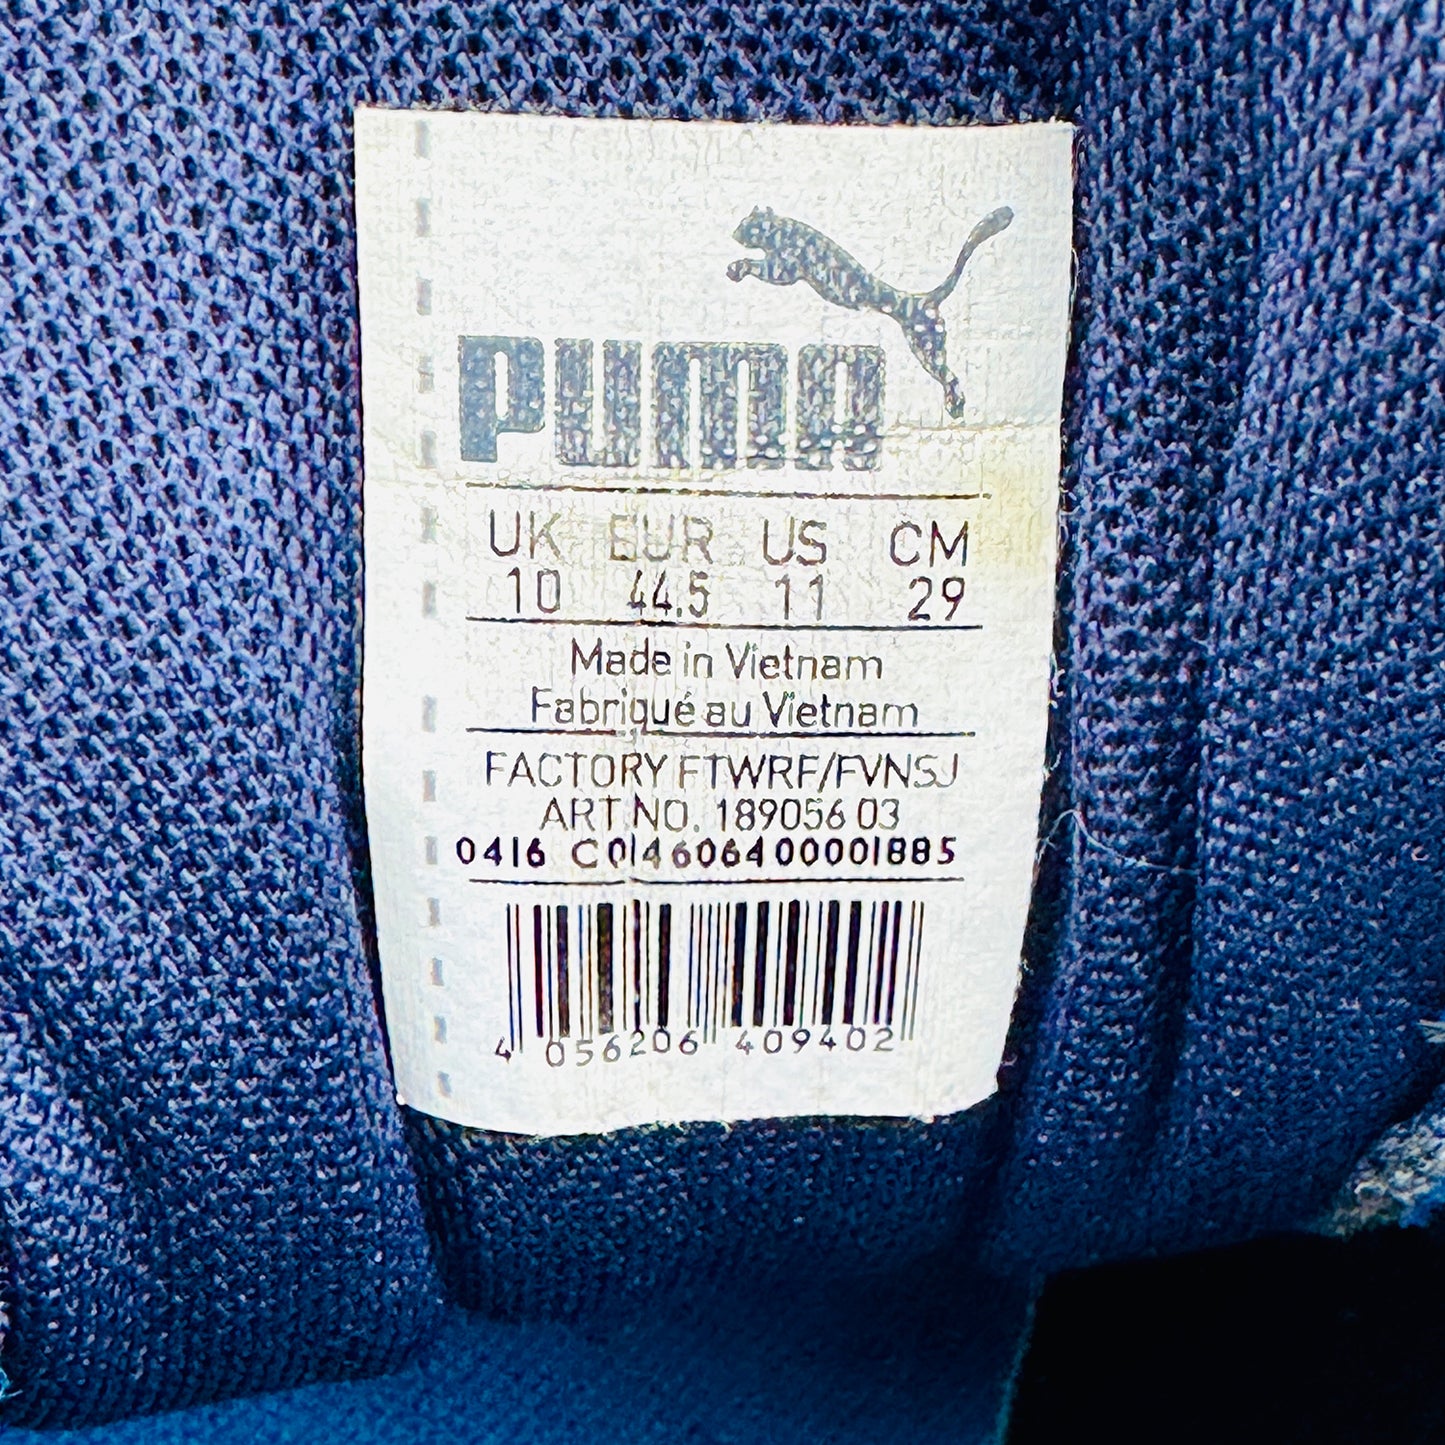 PUMA
UK EUR US CM
10 44.5 11 29
Made in Vietnam
Fabriqué au Vietnam
FACTORY FTWRF/FVNSJ
ART.NO. 189056 03
0416 C014606400001885
4 056206 409402